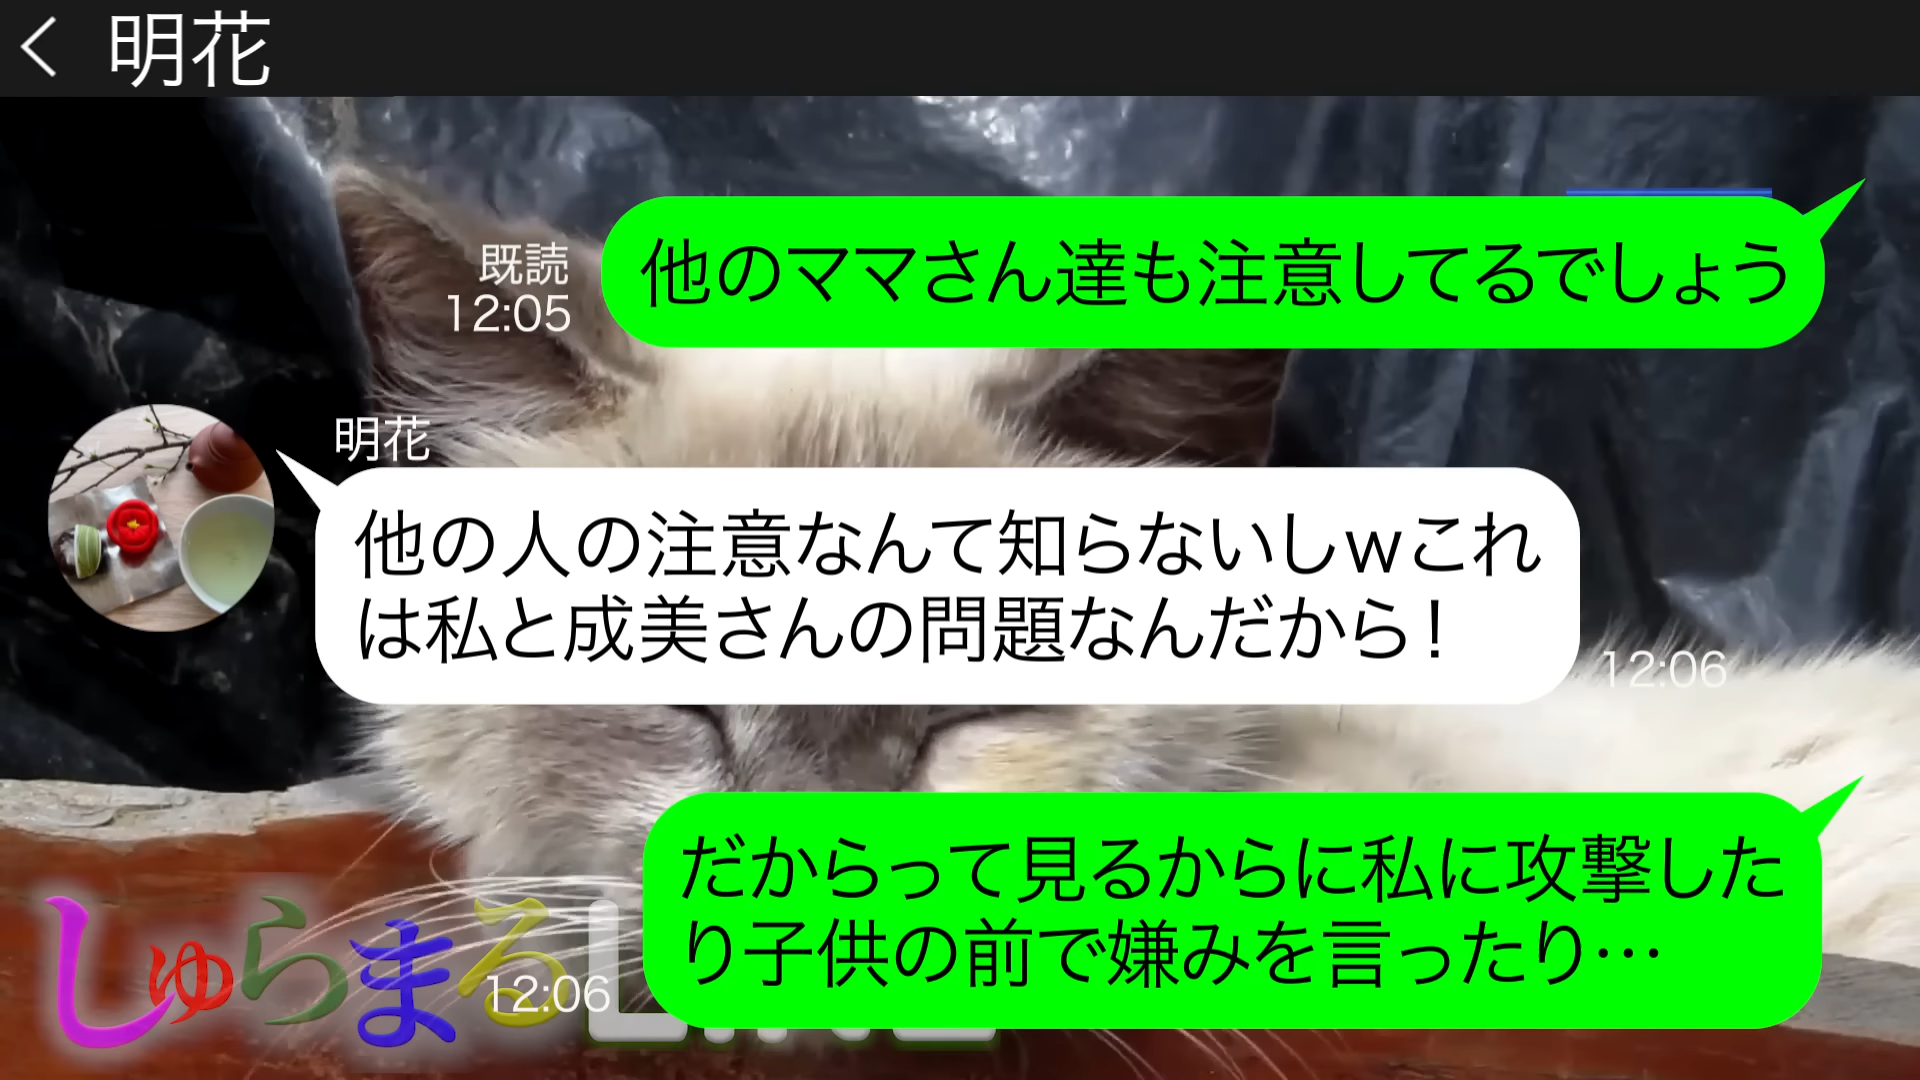 明花
他のママさん達も注意してるでしょう
既読
12:05
明花
他の人の注意なんて知らないしwこれ
は私と成美さんの問題なんだから!
12:06
だからって見るからに私に攻撃した
り子供の前で嫌みを言ったり…
12:06
しゅらまる